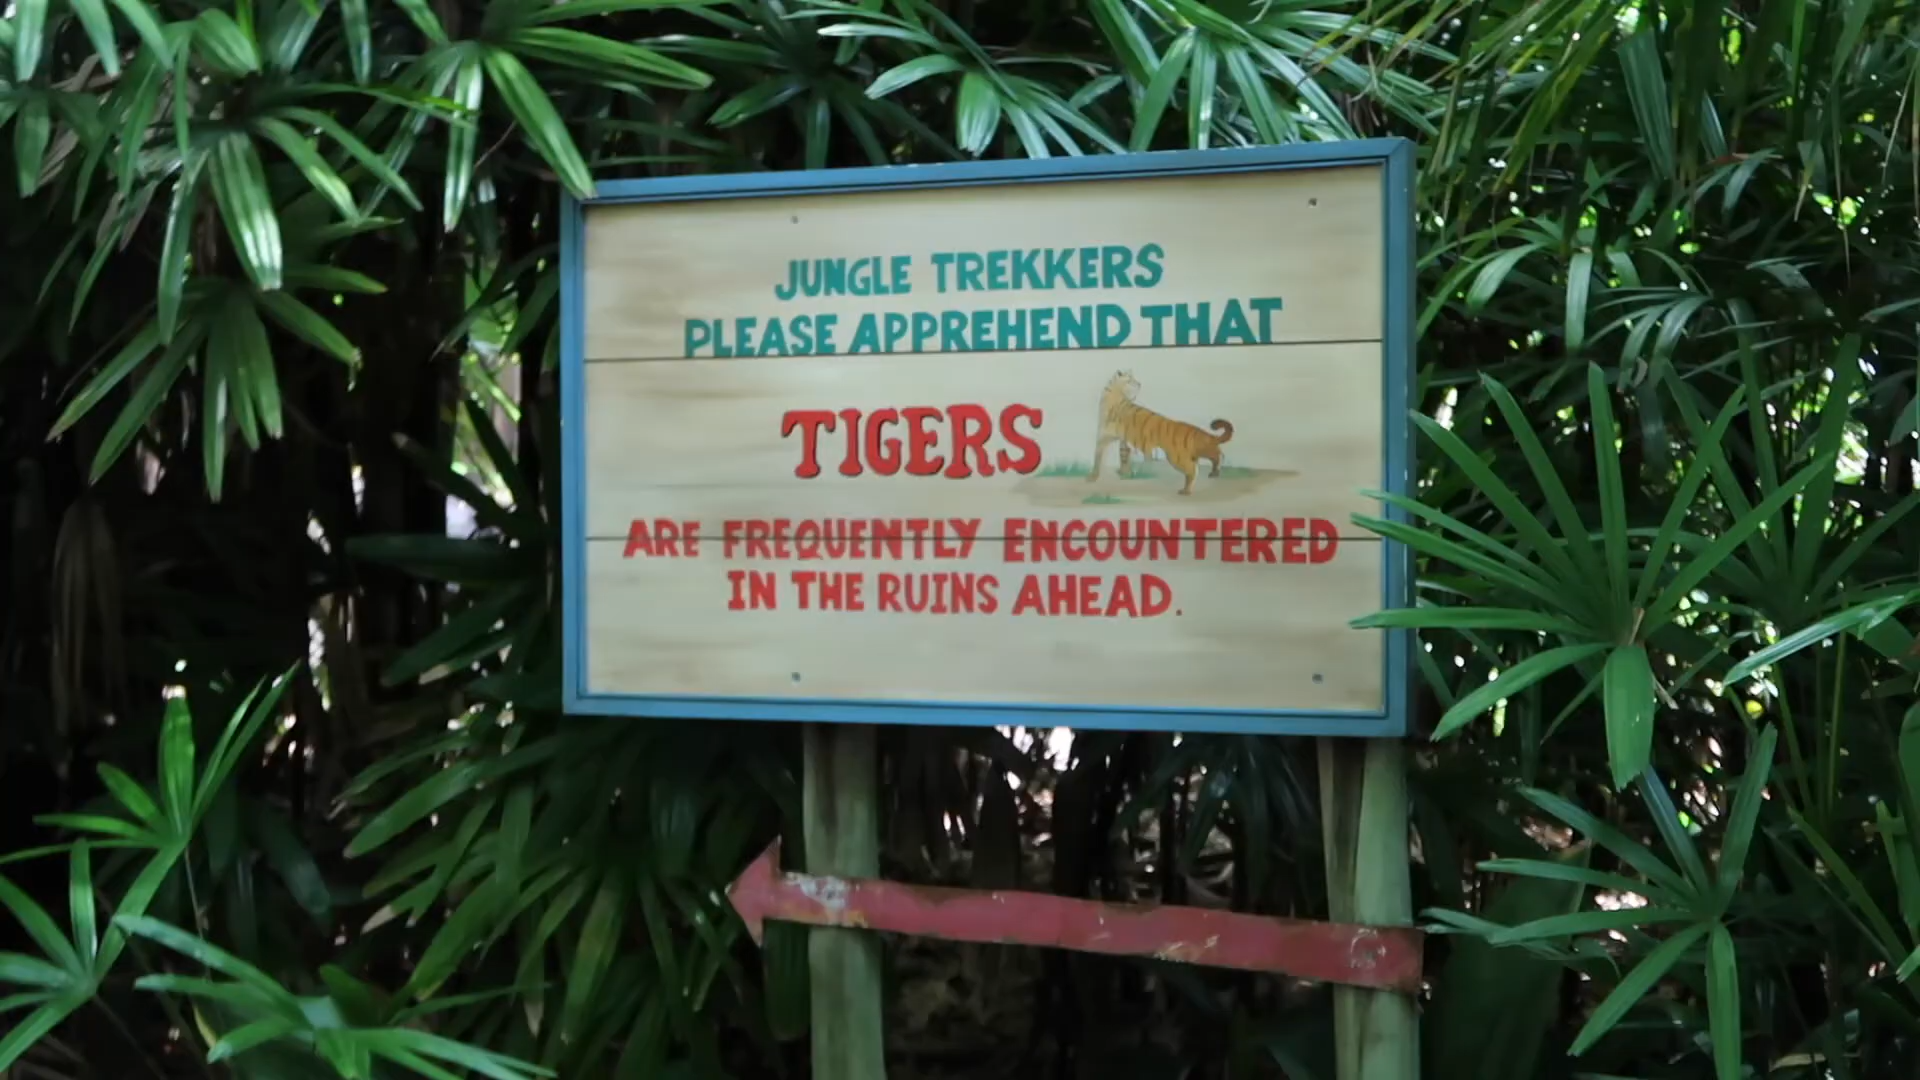 JUNGLE TREKKERS
PLEASE APPREHEND THAT
TIGERS
ARE FREQUENTLY ENCOUNTERED
IN THE RUINS AHEAD.